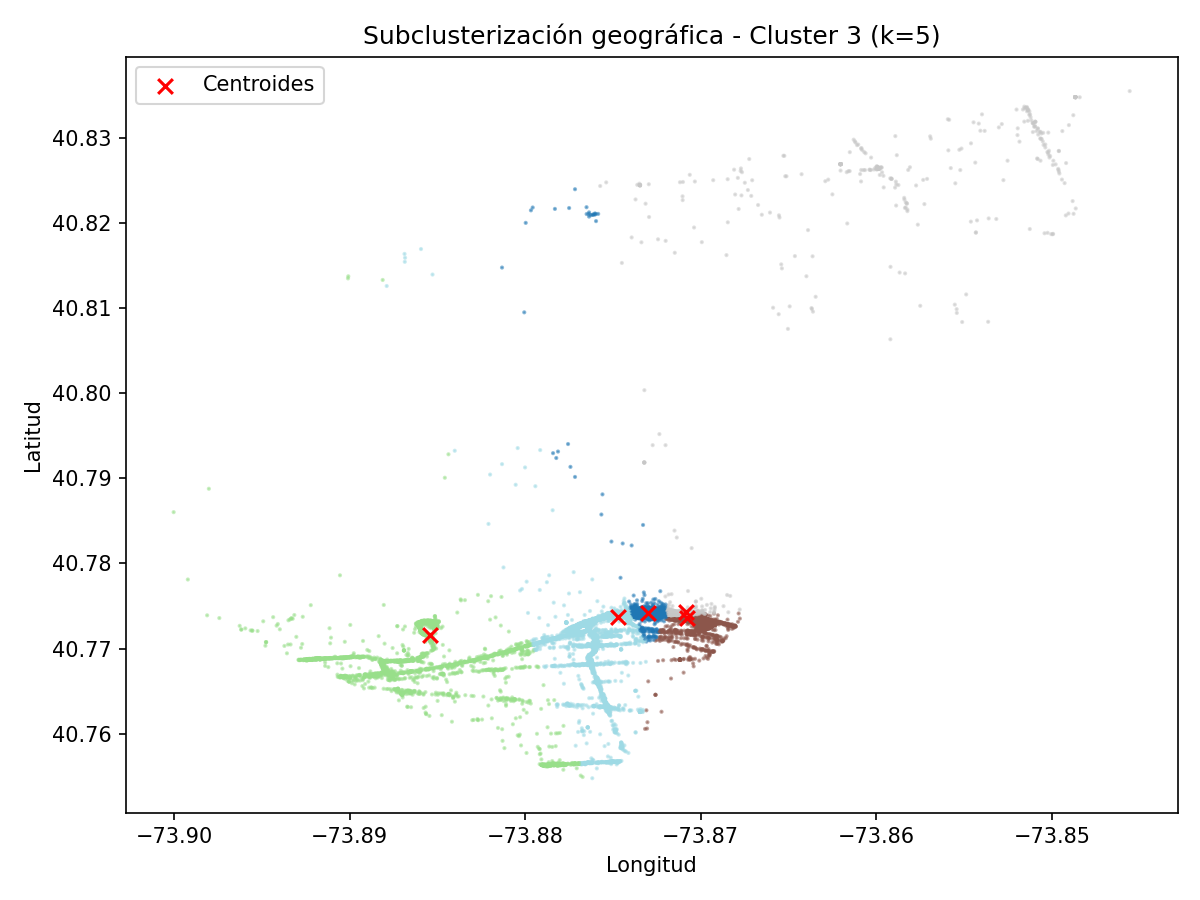 Subclusterización geográfica - Cluster 3 (k=5)
Centroides
Latitud
40.83
40.82
40.81
40.80
40.79
40.78
40.77
40.76
−73.90 −73.89 −73.88 −73.87 −73.86 −73.85
Longitud